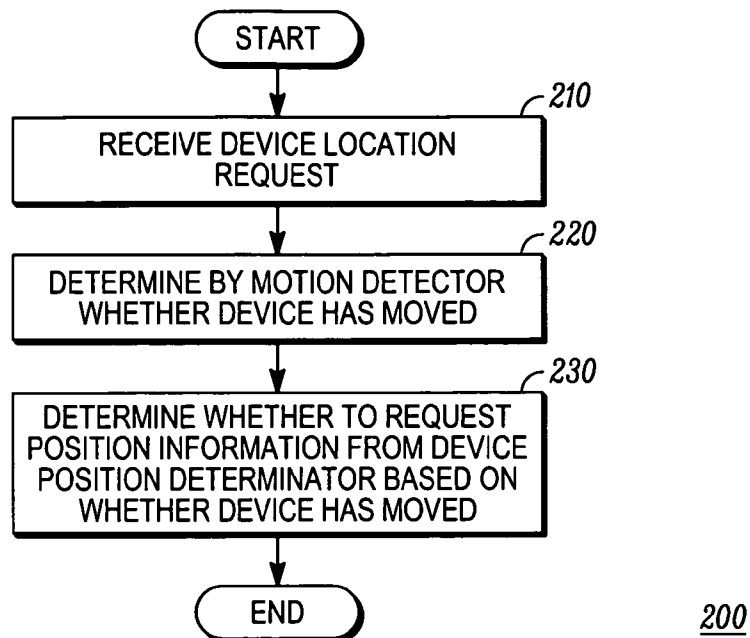 START
210
RECEIVE DEVICE LOCATION
REQUEST
220
DETERMINE BY MOTION DETECTOR
WHETHER DEVICE HAS MOVED
230
DETERMINE WHETHER TO REQUEST
POSITION INFORMATION FROM DEVICE
POSITION DETERMINATOR BASED ON
WHETHER DEVICE HAS MOVED
END
200